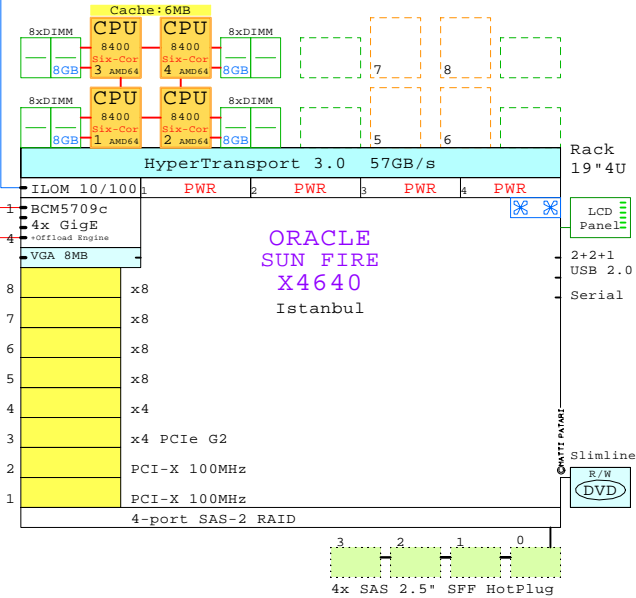 Cache:6MB
8xDIMM CPU CPU 8xDIMM
8400 8400
Six-Cor Six-Cor
8GB 3 AMD64 4 AMD64 8GB 7 8
8xDIMM CPU CPU 8xDIMM
8400 8400
Six-Cor Six-Cor
8GB 1 AMD64 2 AMD64 8GB 5 6
HyperTransport 3.0 57GB/s
Rack
19"4U
ILOM 10/100 1 PWR 2 PWR 3 PWR 4 PWR
1 BCM5709c
4x GigE
4 +Offload Engine
LCD
Panel
VGA 8MB
ORACLE
SUN FIRE
X4640
Istanbul
2+2+1
USB 2.0
Serial
8 x8
7 x8
6 x8
5 x8
4 x4
3 x4 PCIe G2
2 PCI-X 100MHz
1 PCI-X 100MHz
©MATTI PATARI
Slimline
R/W
DVD
4-port SAS-2 RAID
3 2 1 0
4x SAS 2.5" SFF HotPlug